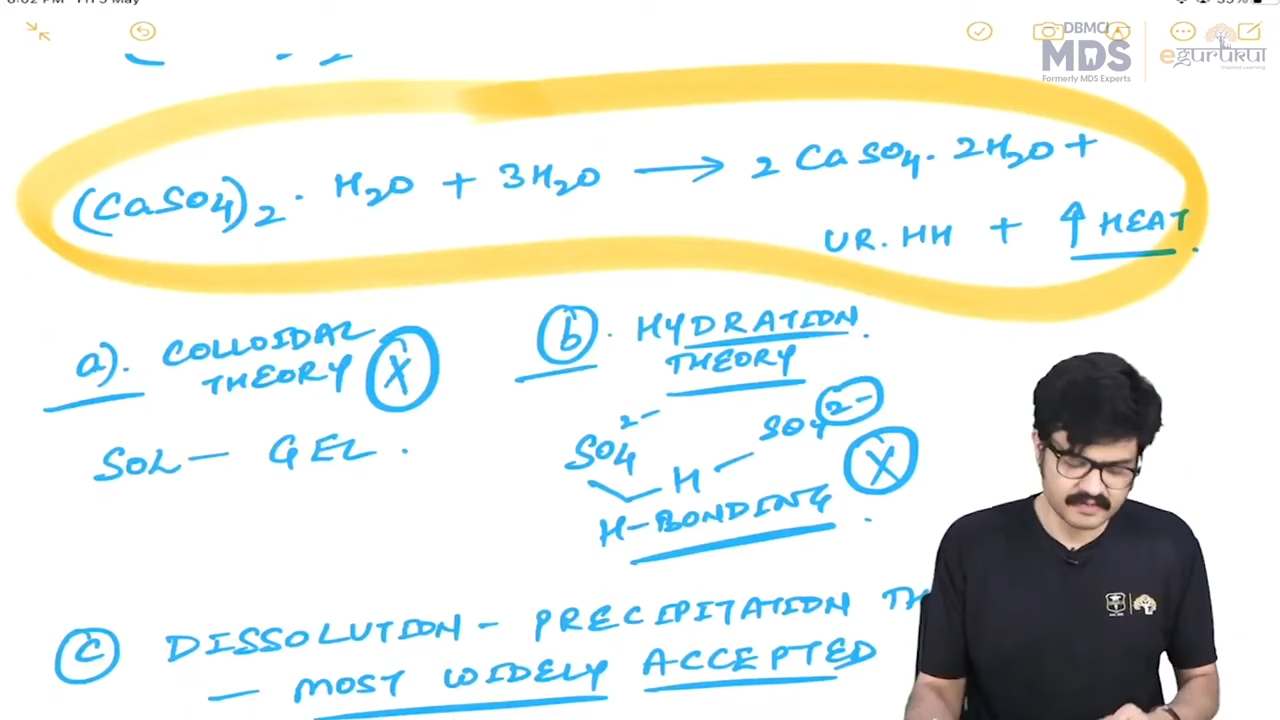 DBMCI
MDS
Formerly MDS Experts
egurukul
(CaSO4)2 . H2O + 3H2O → 2 CaSO4. 2H2O +
UR. HH + ↑ HEAT.
a). COLLOIDAL
THEORY X
SOL — GEL .
b . HYDRATION.
THEORY
SO4 2- SO4 2-
H X
H-BONDING .
c DISSOLUTION - PRECIPITATION
— MOST WIDELY ACCEPTED